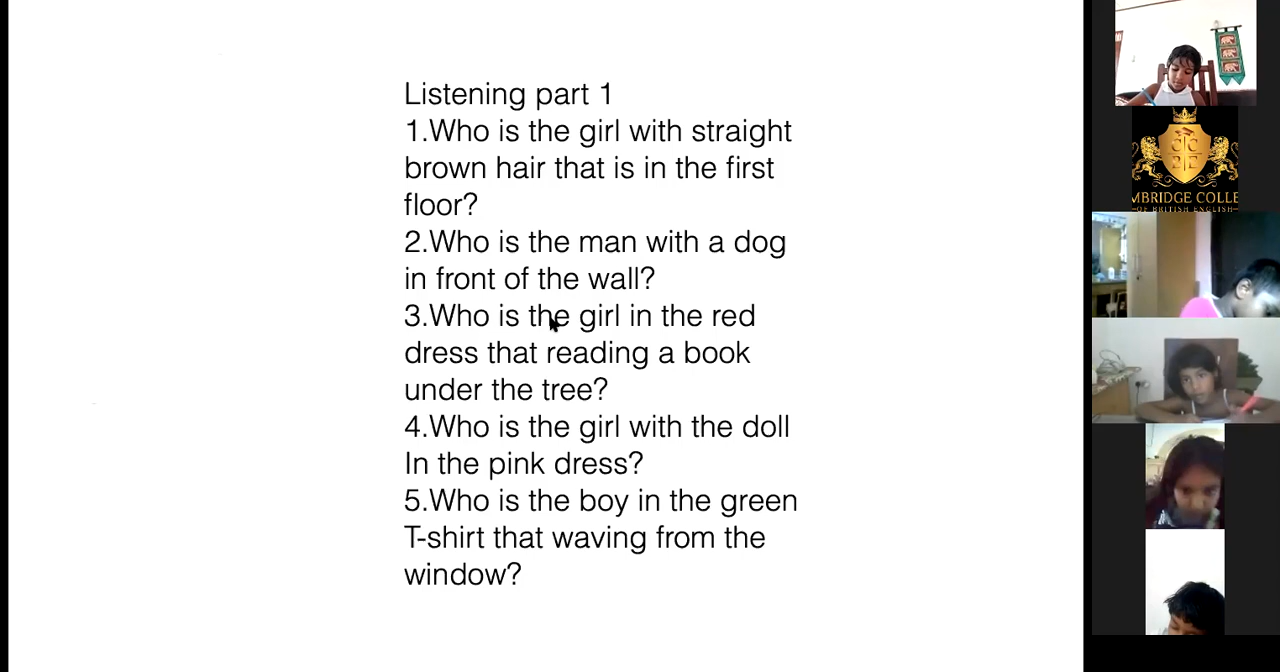 Listening part 1
1.Who is the girl with straight
brown hair that is in the first
floor?
2.Who is the man with a dog
in front of the wall?
3.Who is the girl in the red
dress that reading a book
under the tree?
4.Who is the girl with the doll
In the pink dress?
5.Who is the boy in the green
T-shirt that waving from the
window?
MBRIDGE COLLE
OF BRITISH ENGLISH